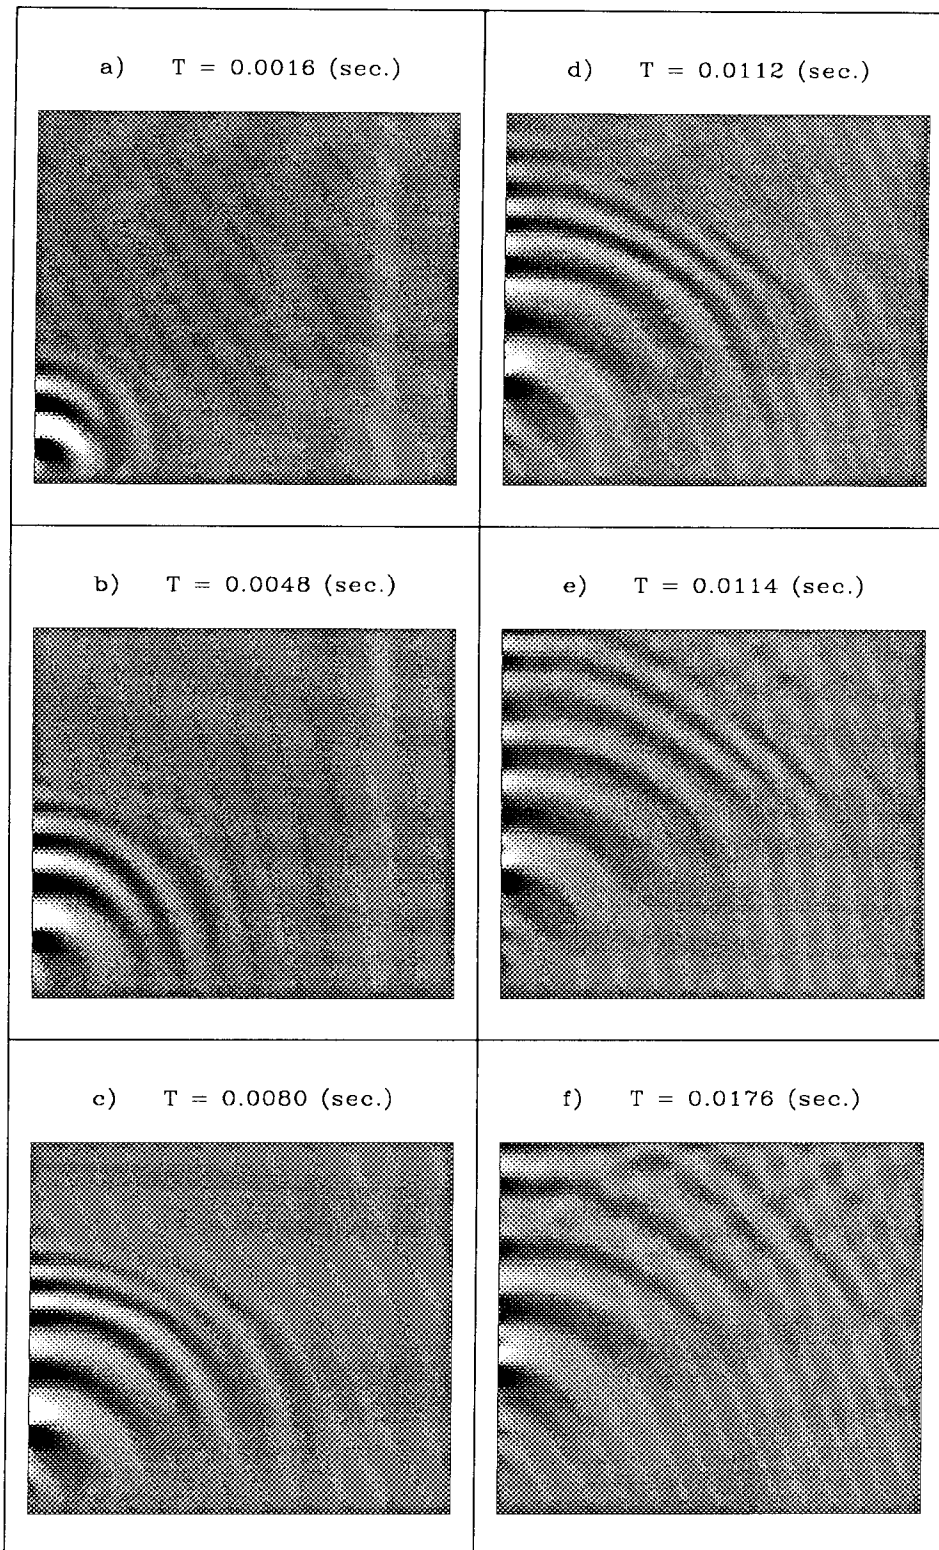 a) T = 0.0016 (sec.)
d) T = 0.0112 (sec.)
b) T = 0.0048 (sec.)
e) T = 0.0114 (sec.)
c) T = 0.0080 (sec.)
f) T = 0.0176 (sec.)